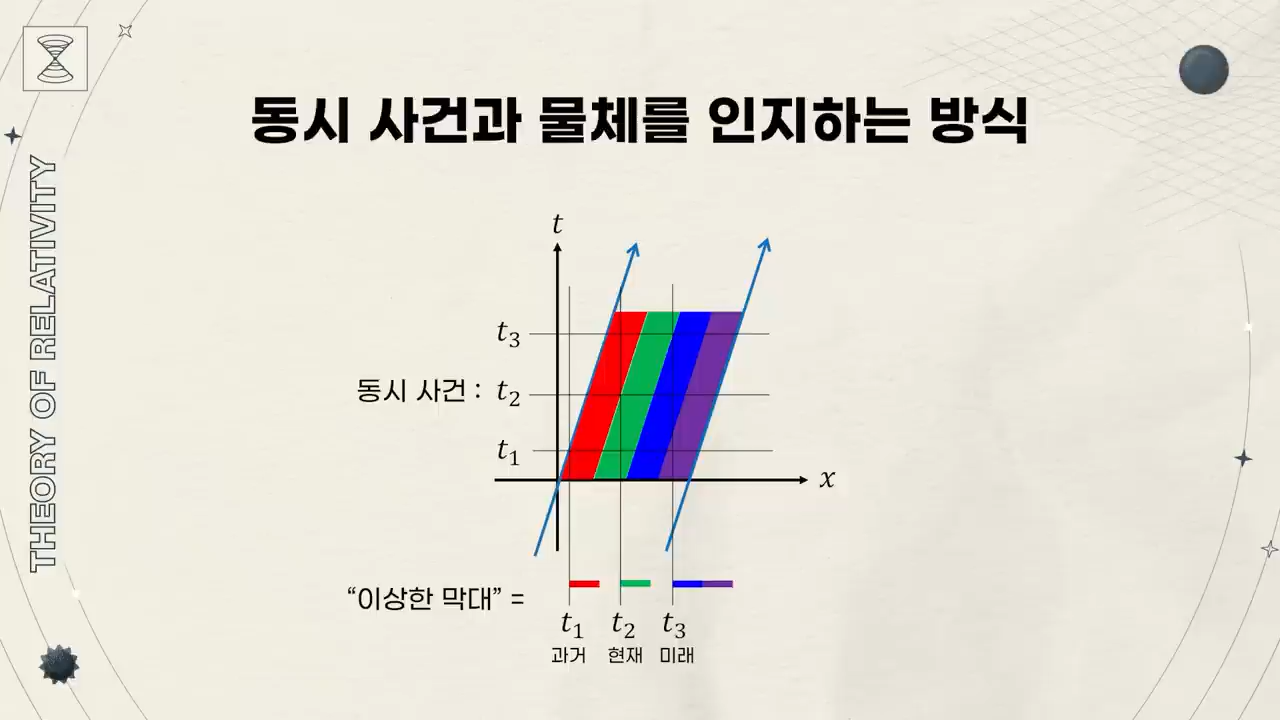 동시 사건과 물체를 인지하는 방식
THEORY OF RELATIVITY
t
t₃
동시 사건 : t₂
t₁
x
“이상한 막대” =
t₁ t₂ t₃
과거 현재 미래